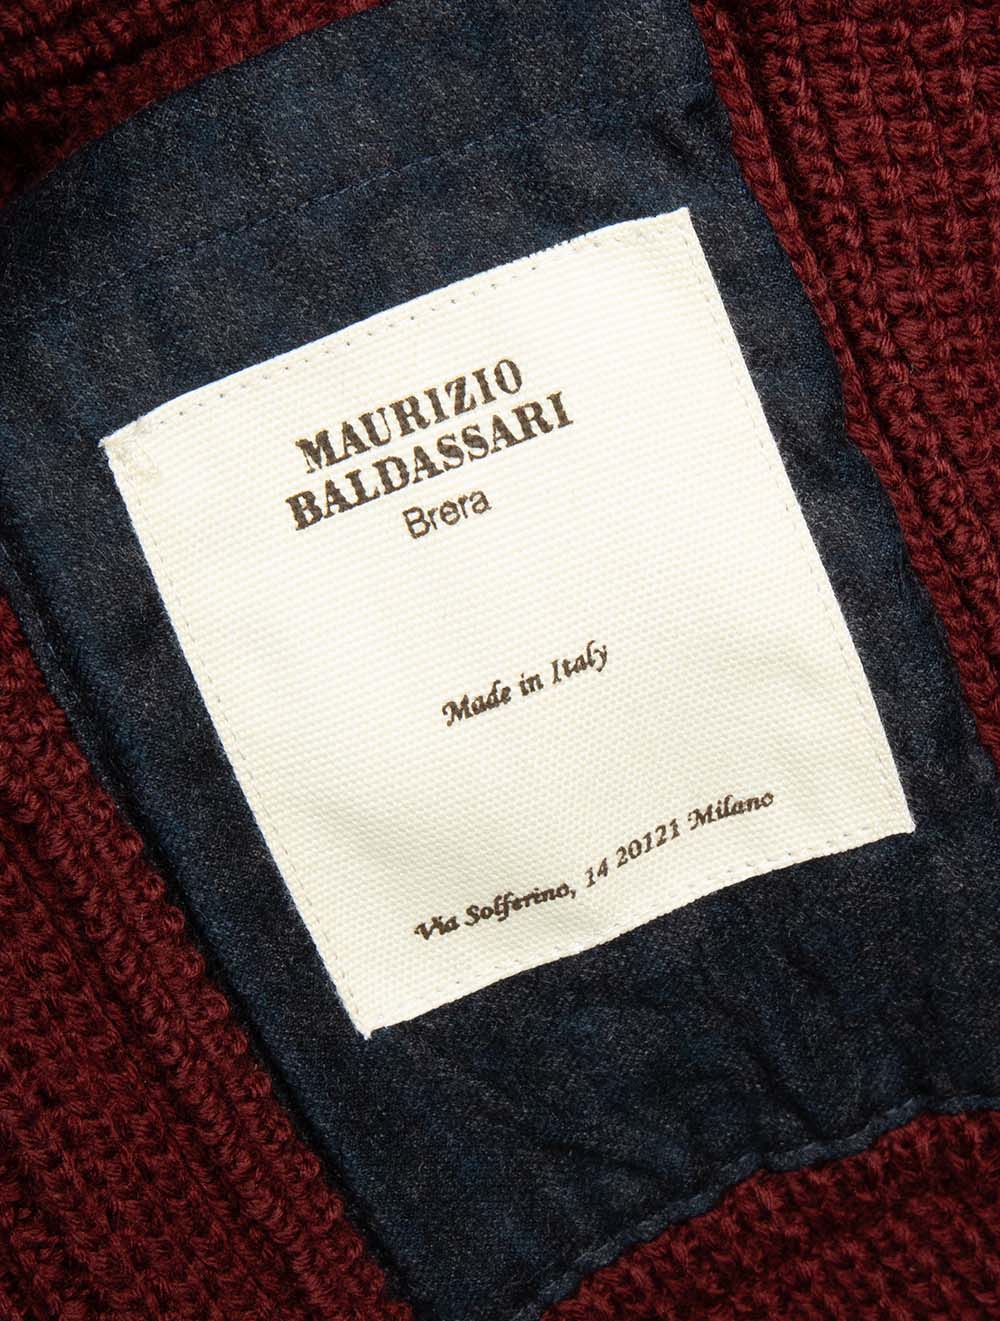 MAURIZIO
BALDASSARI
Brera
Made in Italy
Via Solferino, 14 20121 Milano